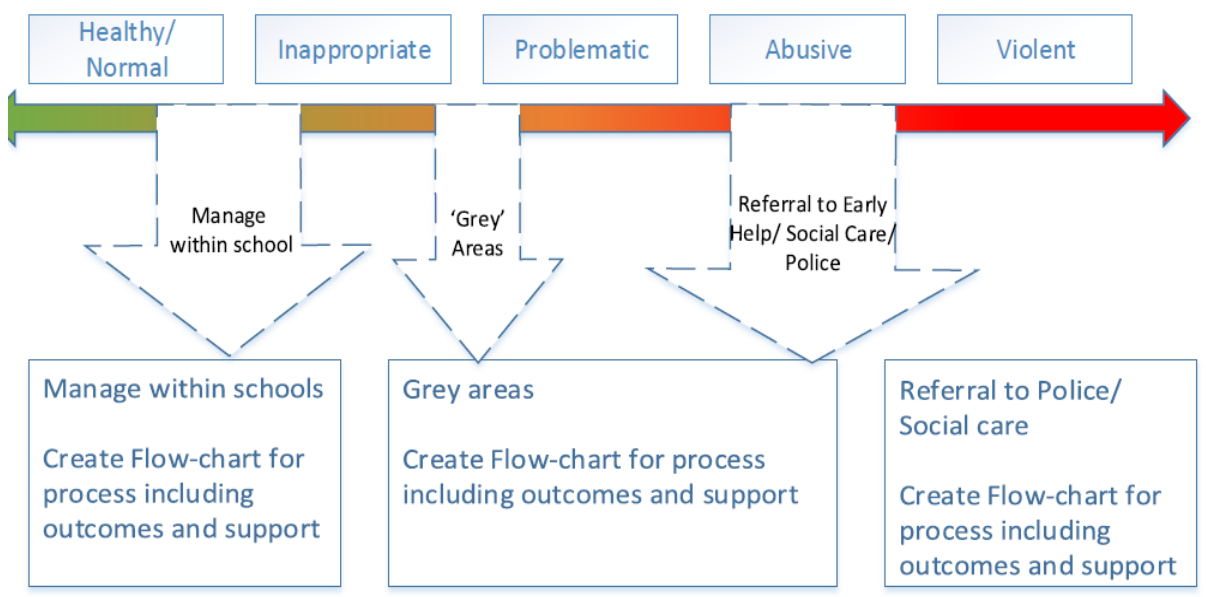 Healthy/
Normal
Inappropriate
Problematic
Abusive
Violent
Manage
within school
‘Grey’
Areas
Referral to Early
Help/ Social Care/
Police
Manage within schools
Create Flow-chart for
process including
outcomes and support
Grey areas
Create Flow-chart for process
including outcomes and support
Referral to Police/
Social care
Create Flow-chart for
process including
outcomes and support